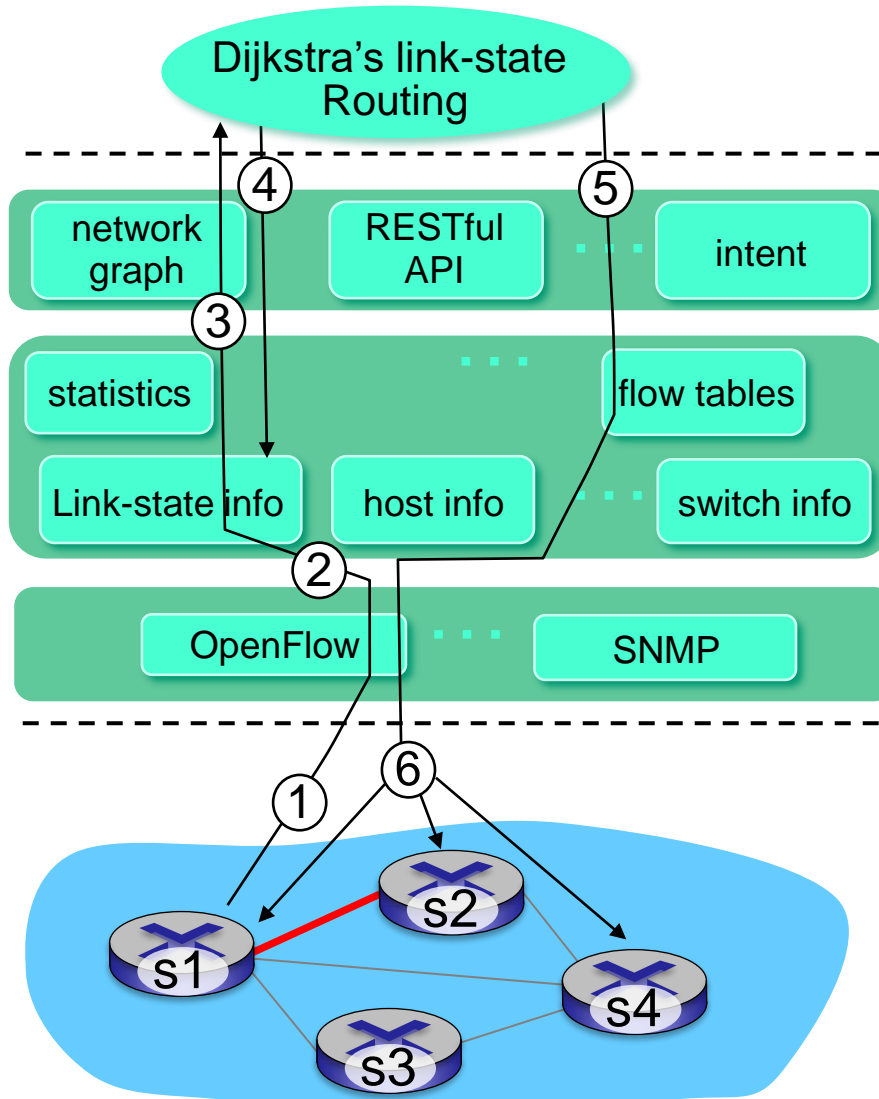 Dijkstra's link-state
Routing
4
5
network
graph
RESTful
API
. . .
intent
3
. . .
statistics
flow tables
Link-state info
host info
. . .
switch info
2
OpenFlow
. . .
SNMP
6
1
s2
s1
s4
s3